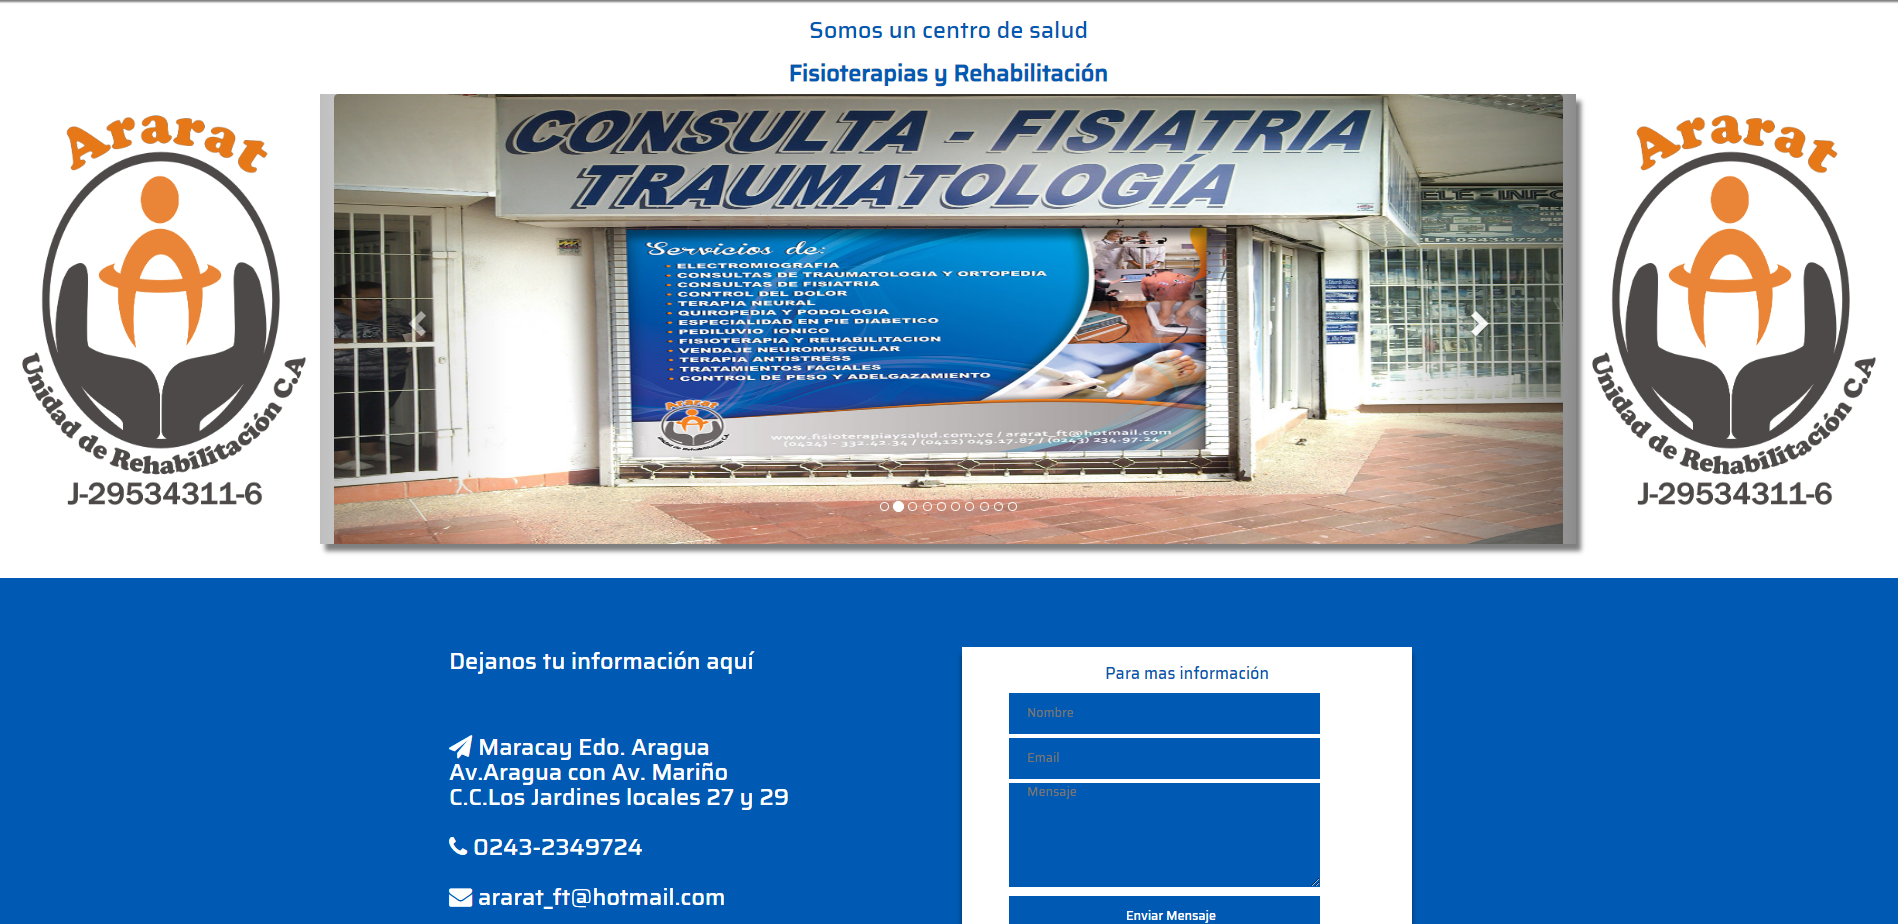 Somos un centro de salud
Fisioterapias y Rehabilitación
Ararat
Unidad de Rehabilitación C.A
J-29534311-6
CONSULTA - FISIATRIA
TRAUMATOLOGÍA
TELE - INFO
Servicios de:
• ELECTROMIOGRAFIA
• CONSULTAS DE TRAUMATOLOGIA Y ORTOPEDIA
• CONSULTAS DE FISIATRIA
• CONTROL DEL DOLOR
• TERAPIA NEURAL
• QUIROPEDIA Y PODOLOGIA
• ESPECIALIDAD EN PIE DIABETICO
• PEDILUVIO IONICO
• FISIOTERAPIA Y REHABILITACION
• VENDAJE NEUROMUSCULAR
• TERAPIA ANTISTRESS
• TRATAMIENTOS FACIALES
• CONTROL DE PESO Y ADELGAZAMIENTO
Ararat
www.fisioterapiaysalud.com.ve / ararat_ft@hotmail.com
(0424) - 332.42.34 / (0412) 049.17.87 / (0243) 234-97-24
Ararat
Unidad de Rehabilitación C.A
J-29534311-6
Dejanos tu información aquí
Maracay Edo. Aragua
Av.Aragua con Av. Mariño
C.C.Los Jardines locales 27 y 29
0243-2349724
ararat_ft@hotmail.com
Para mas información
Nombre
Email
Mensaje
Enviar Mensaje